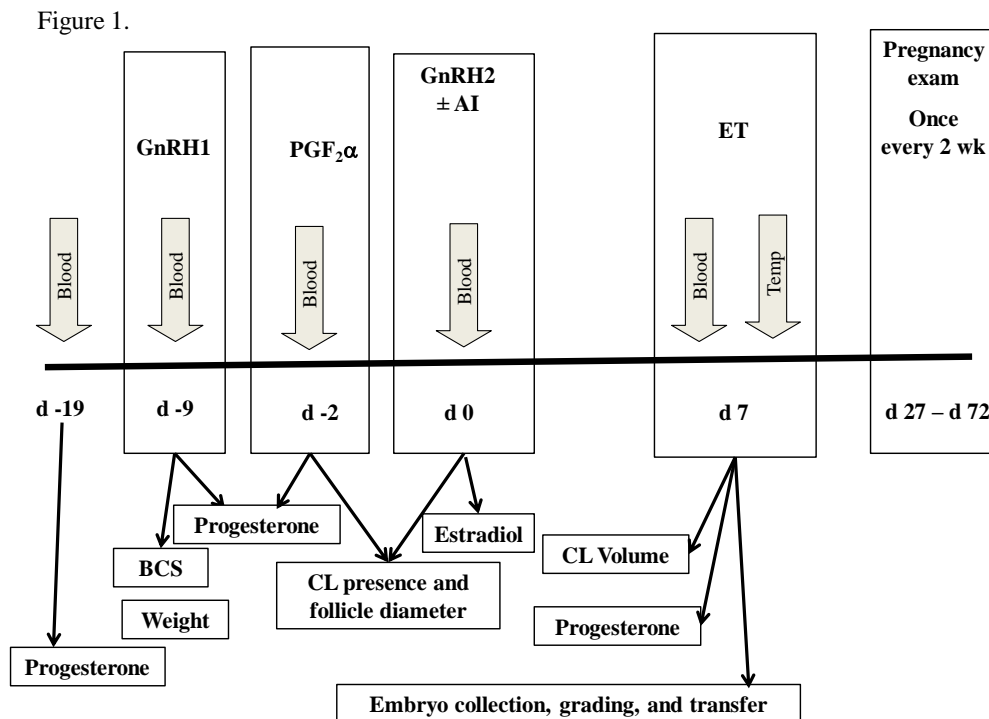 Figure 1.
GnRH1
PGF₂α
GnRH2
± AI
ET
Pregnancy
exam
Once
every 2 wk
Blood
Blood
Blood
Blood
Blood
Temp
d -19
d -9
d -2
d 0
d 7
d 27 – d 72
Progesterone
Estradiol
BCS
CL Volume
CL presence and
follicle diameter
Weight
Progesterone
Progesterone
Embryo collection, grading, and transfer